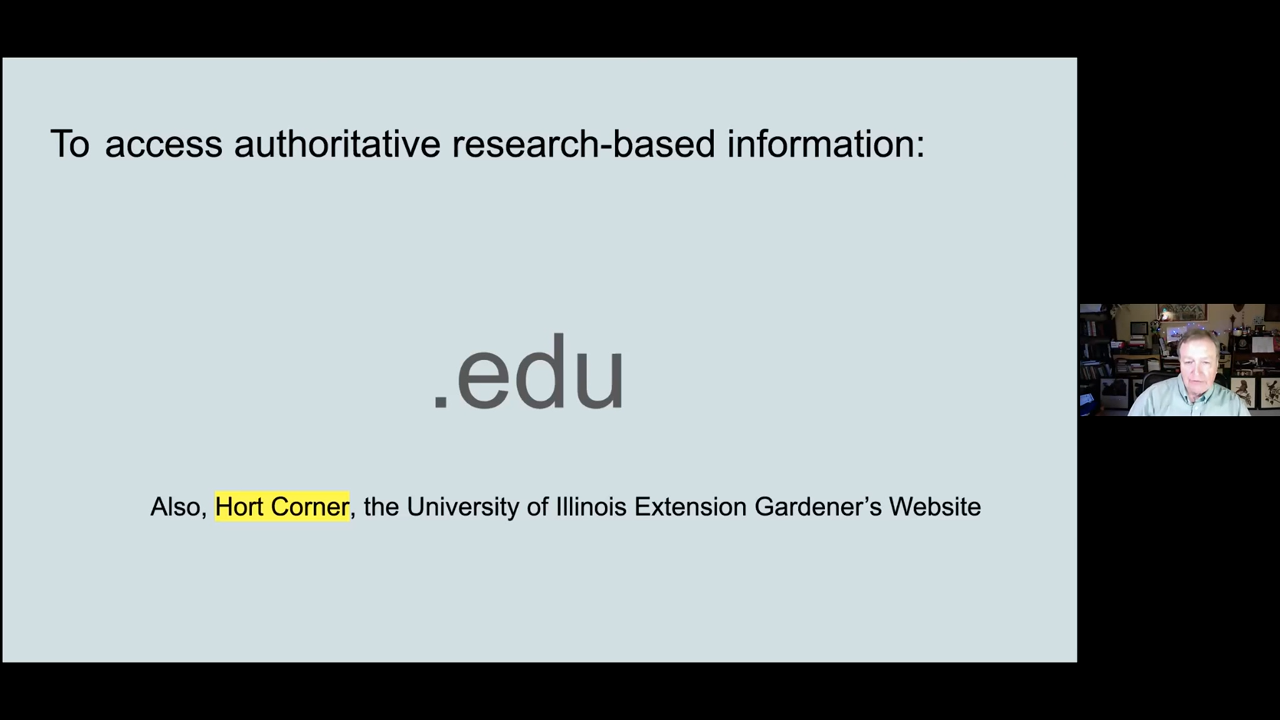 To access authoritative research-based information:
.edu
Also, Hort Corner, the University of Illinois Extension Gardener’s Website